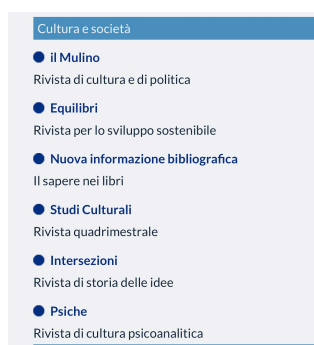 Cultura e società
il Mulino
Rivista di cultura e di politica
Equilibri
Rivista per lo sviluppo sostenibile
Nuova informazione bibliografica
Il sapere nei libri
Studi Culturali
Rivista quadrimestrale
Intersezioni
Rivista di storia delle idee
Psiche
Rivista di cultura psicoanalitica